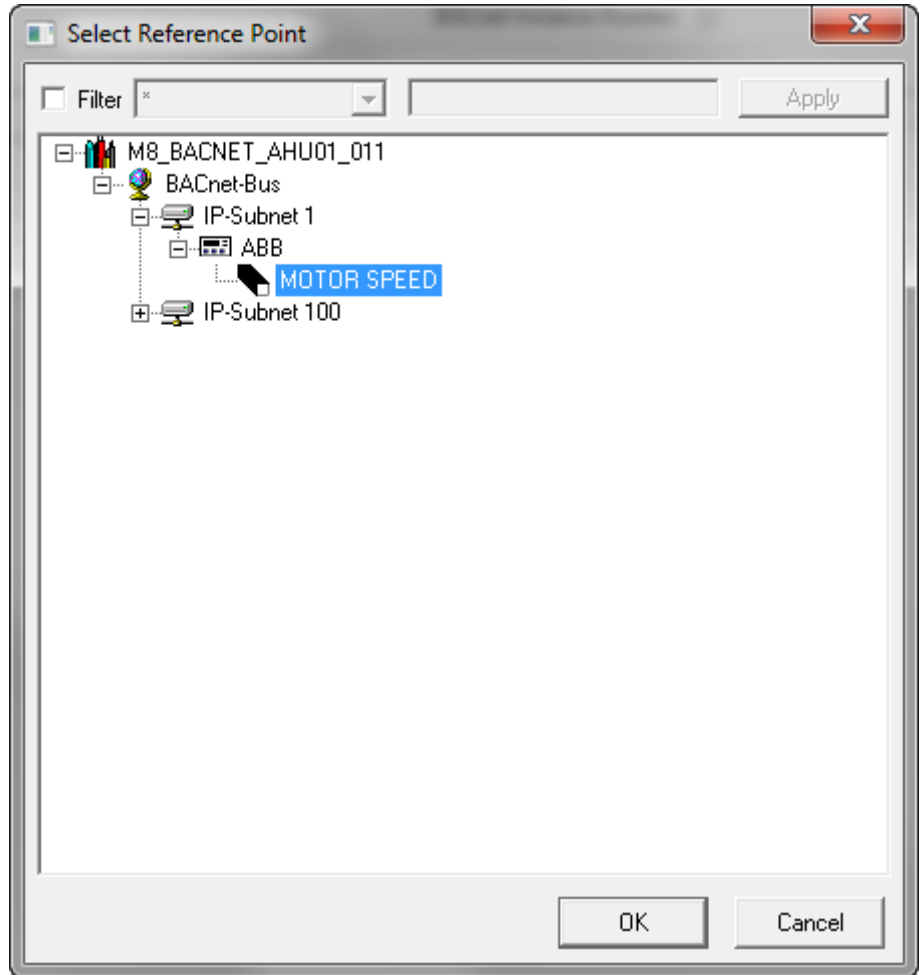 Select Reference Point
Filter * Apply
M8_BACNET_AHU01_011
BACnet-Bus
IP-Subnet 1
ABB
MOTOR SPEED
IP-Subnet 100
OK Cancel